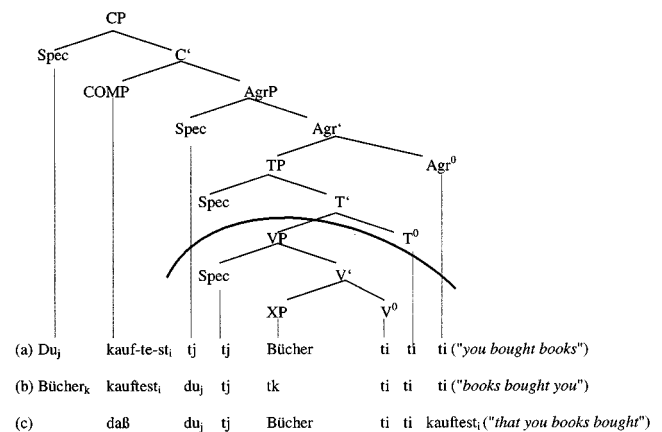 CP
Spec C‘
COMP AgrP
Spec Agr‘
TP Agr⁰
Spec T‘
VP T⁰
Spec V‘
XP V⁰
(a) Duj kauf-te-sti tj tj Bücher ti ti ti ("you bought books")
(b) Bücherk kauftesti duj tj tk ti ti ti ("books bought you")
(c) daß duj tj Bücher ti ti kauftesti ("that you books bought")